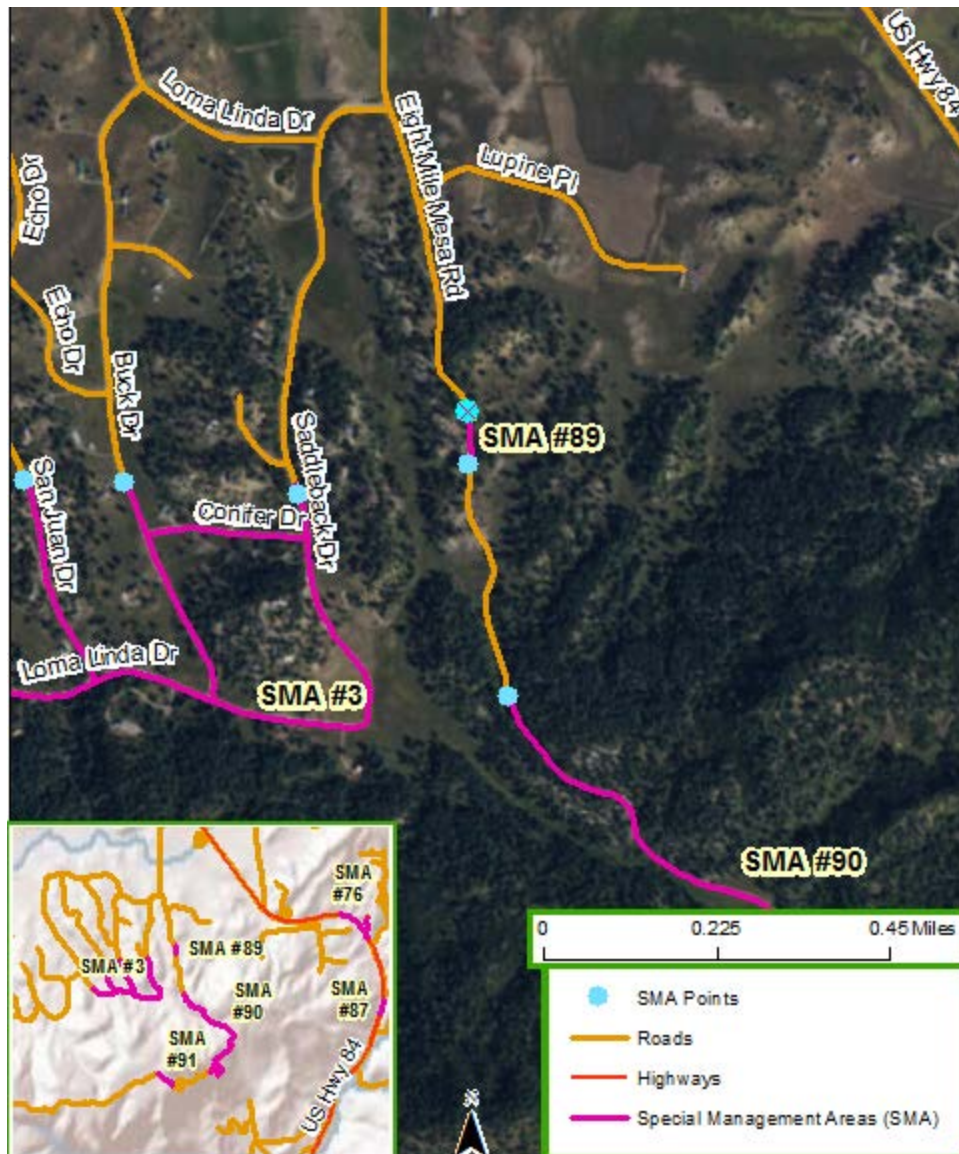 US Hwy 84
Loma Linda Dr
Eight Mile Mesa Rd
Lupine Pl
Echo Dr
Echo Dr
Buck Dr
Saddleback Dr
SMA #89
San Juan Dr
Conifer Dr
Loma Linda Dr
SMA #3
SMA #90
SMA
#76
SMA #89
SMA #3
SMA
#90
SMA
#87
SMA
#91
US Hwy 84
0 0.225 0.45 Miles
SMA Points
Roads
Highways
Special Management Areas (SMA)